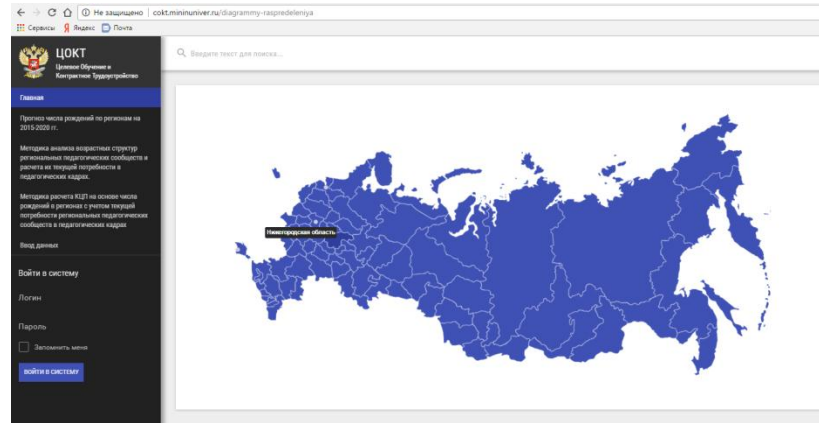 Не защищено | cokt.mininuniver.ru/diagrammy-raspredeleniya
Сервисы Яндекс Почта
ЦОКТ
Целевое Обучение и
Контрактное Трудоустройство
Введите текст для поиска...
Главная
Прогноз числа рождений по регионам на
2015-2020 гг.
Методика анализа возрастных структур
региональных педагогических сообществ и
расчета их текущей потребности в
педагогических кадрах.
Методика расчета КЦП на основе числа
рождений в регионах с учетом текущей
потребности региональных педагогических
сообществ в педагогических кадрах
Ввод данных
Войти в систему
Логин
Пароль
Запомнить меня
ВОЙТИ В СИСТЕМУ
Нижегородская область